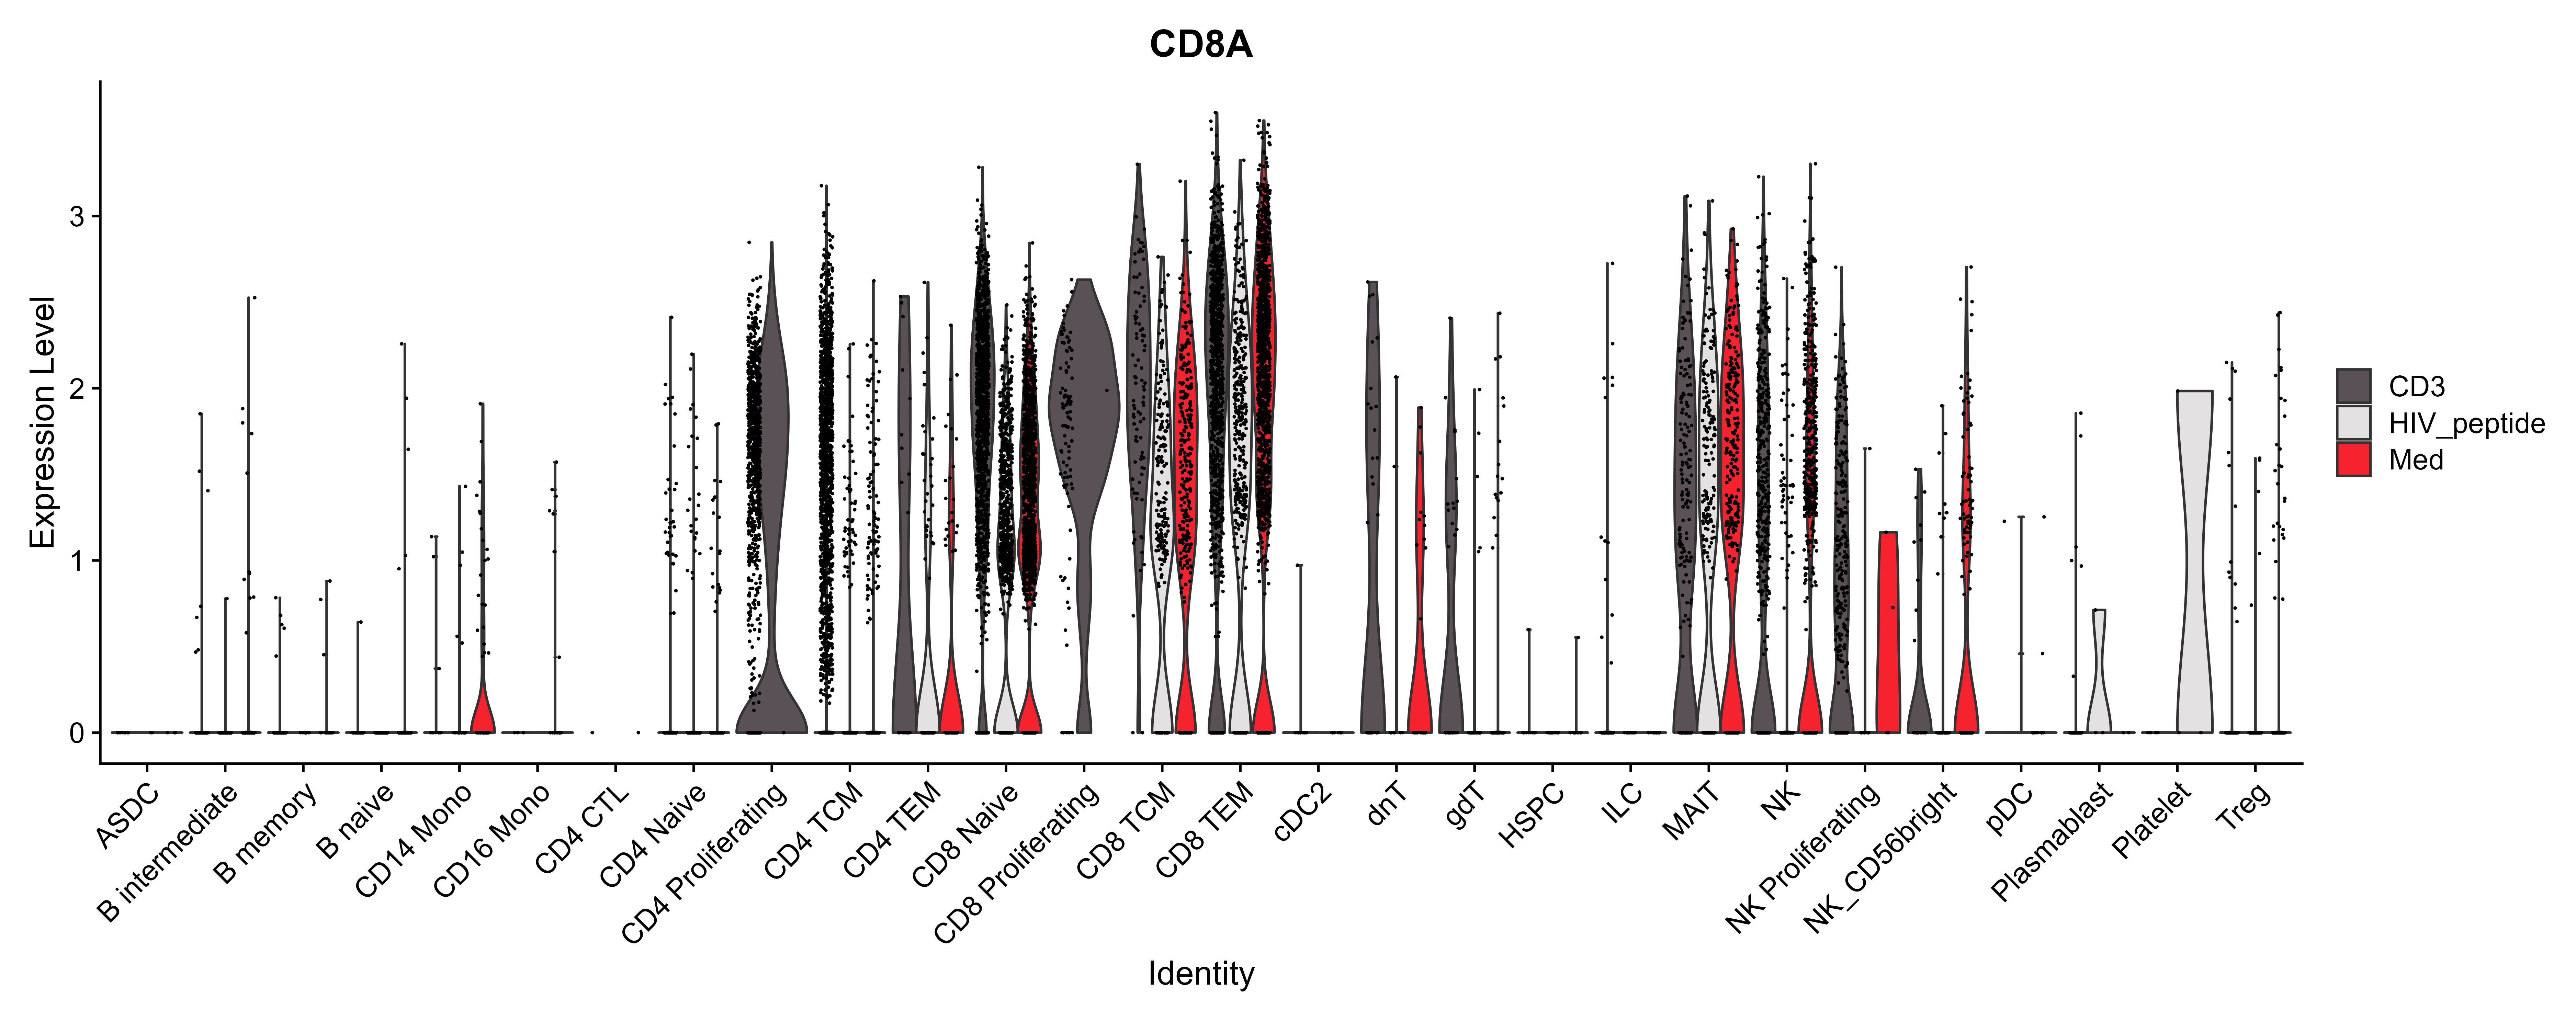 CD8A
Expression Level
3
2
1
0
ASDC
B intermediate
B memory
B naive
CD14 Mono
CD16 Mono
CD4 CTL
CD4 Naive
CD4 Proliferating
CD4 TCM
CD4 TEM
CD8 Naive
CD8 Proliferating
CD8 TCM
CD8 TEM
cDC2
dnT
gdT
HSPC
ILC
MAIT
NK
NK Proliferating
NK_CD56bright
pDC
Plasmablast
Platelet
Treg
Identity
CD3
HIV_peptide
Med